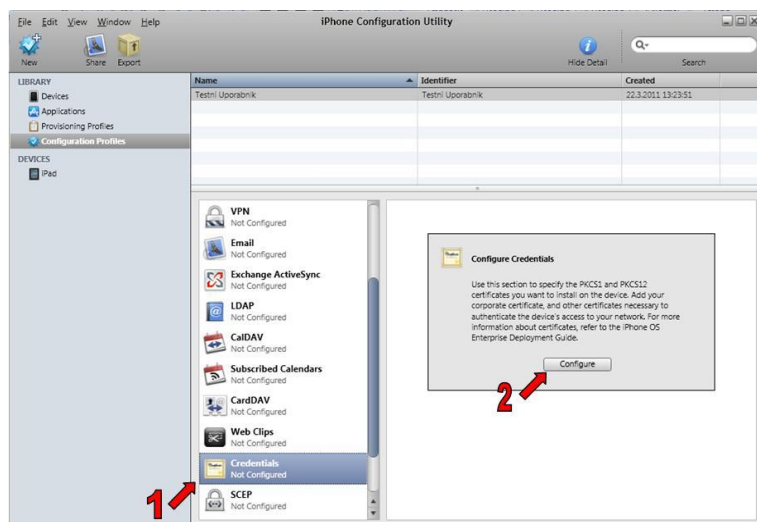 iPhone Configuration Utility
File Edit View Window Help
New Share Export Hide Detail Search
LIBRARY
Devices
Applications
Provisioning Profiles
Configuration Profiles
DEVICES
iPad
Name Identifier Created
Testni Uporabnik Testni Uporabnik 22.3.2011 13:23:51
VPN
Not Configured
Email
Not Configured
Exchange ActiveSync
Not Configured
LDAP
Not Configured
CalDAV
Not Configured
Subscribed Calendars
Not Configured
CardDAV
Not Configured
Web Clips
Not Configured
Credentials
Not Configured
SCEP
Not Configured
1
Configure Credentials
Use this section to specify the PKCS1 and PKCS12
certificates you want to install on the device. Add your
corporate certificate, and other certificates necessary to
authenticate the device's access to your network. For more
information about certificates, refer to the iPhone OS
Enterprise Deployment Guide.
Configure
2